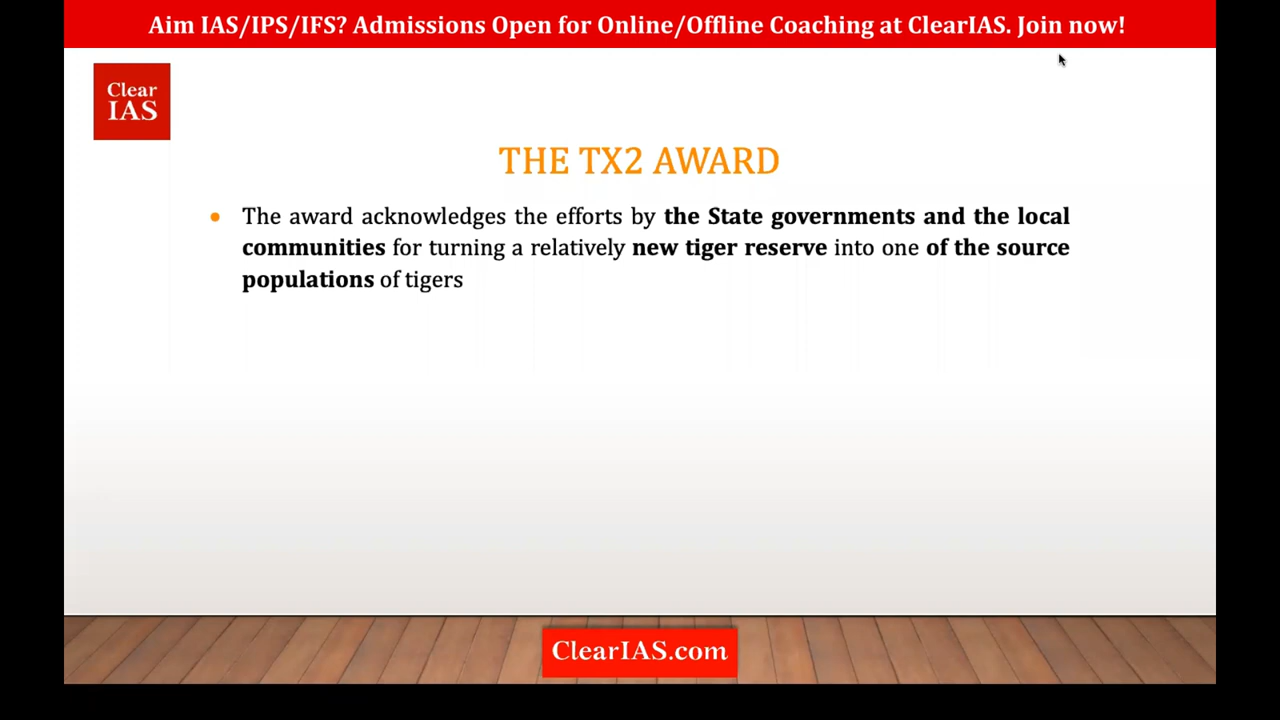 Aim IAS/IPS/IFS? Admissions Open for Online/Offline Coaching at ClearIAS. Join now!
Clear
IAS
THE TX2 AWARD
• The award acknowledges the efforts by the State governments and the local
communities for turning a relatively new tiger reserve into one of the source
populations of tigers
ClearIAS.com